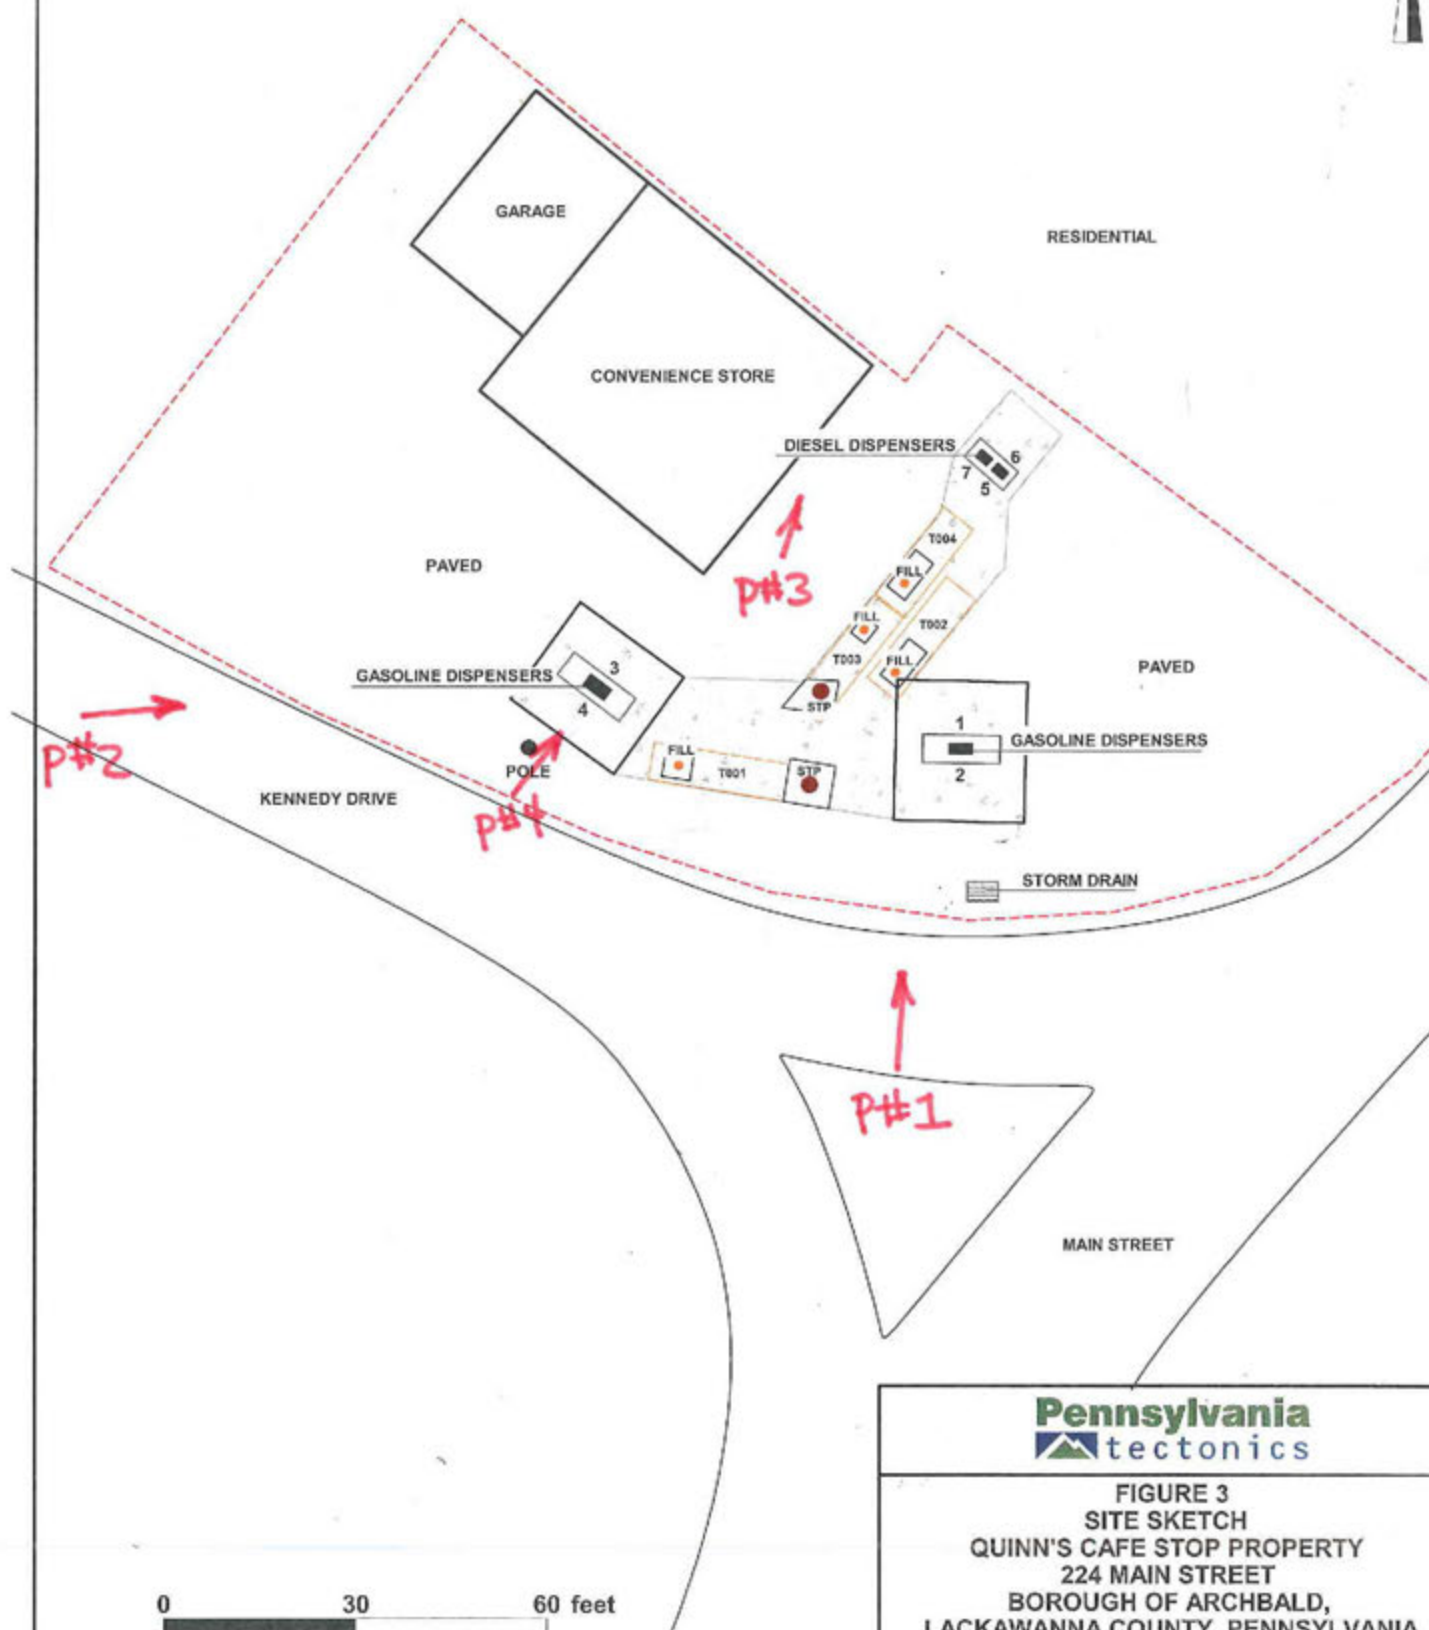 GARAGE
RESIDENTIAL
CONVENIENCE STORE
DIESEL DISPENSERS
6
7
5
T004
PAVED
FILL
P#3
FILL
T002
T003
FILL
PAVED
GASOLINE DISPENSERS
3
4
STP
1
GASOLINE DISPENSERS
2
P#2
POLE
FILL
T001
STP
KENNEDY DRIVE
P#4
STORM DRAIN
P#1
MAIN STREET
Pennsylvania
tectonics
FIGURE 3
SITE SKETCH
QUINN'S CAFE STOP PROPERTY
224 MAIN STREET
BOROUGH OF ARCHBALD,
LACKAWANNA COUNTY, PENNSYLVANIA
0 30 60 feet